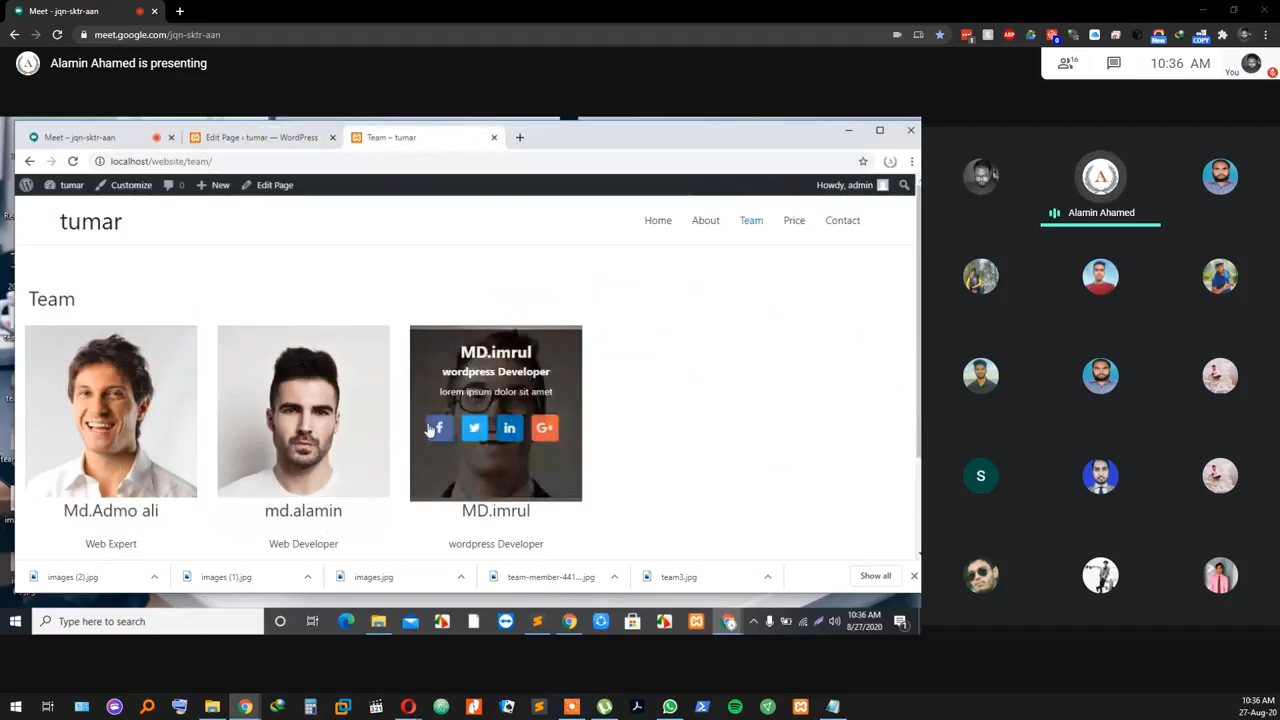 Meet – jqn-sktr-aan
meet.google.com/jqn-sktr-aan
New
COPY
Alamin Ahamed is presenting
16
10:36 AM
You
Meet – jqn-sktr-aan
Edit Page ‹ tumar — WordPress
Team – tumar
localhost/website/team/
tumar
Customize
0
New
Edit Page
Howdy, admin
tumar
Home
About
Team
Price
Contact
Team
MD.imrul
wordpress Developer
lorem ipsum dolor sit amet
f
in
G+
Md.Admo ali
md.alamin
MD.imrul
Web Expert
Web Developer
wordpress Developer
images (2).jpg
images (1).jpg
images.jpg
team-member-441....jpg
team3.jpg
Show all
Type here to search
10:36 AM
8/27/2020
A
Alamin Ahamed
S
10:36 AM
27-Aug-20